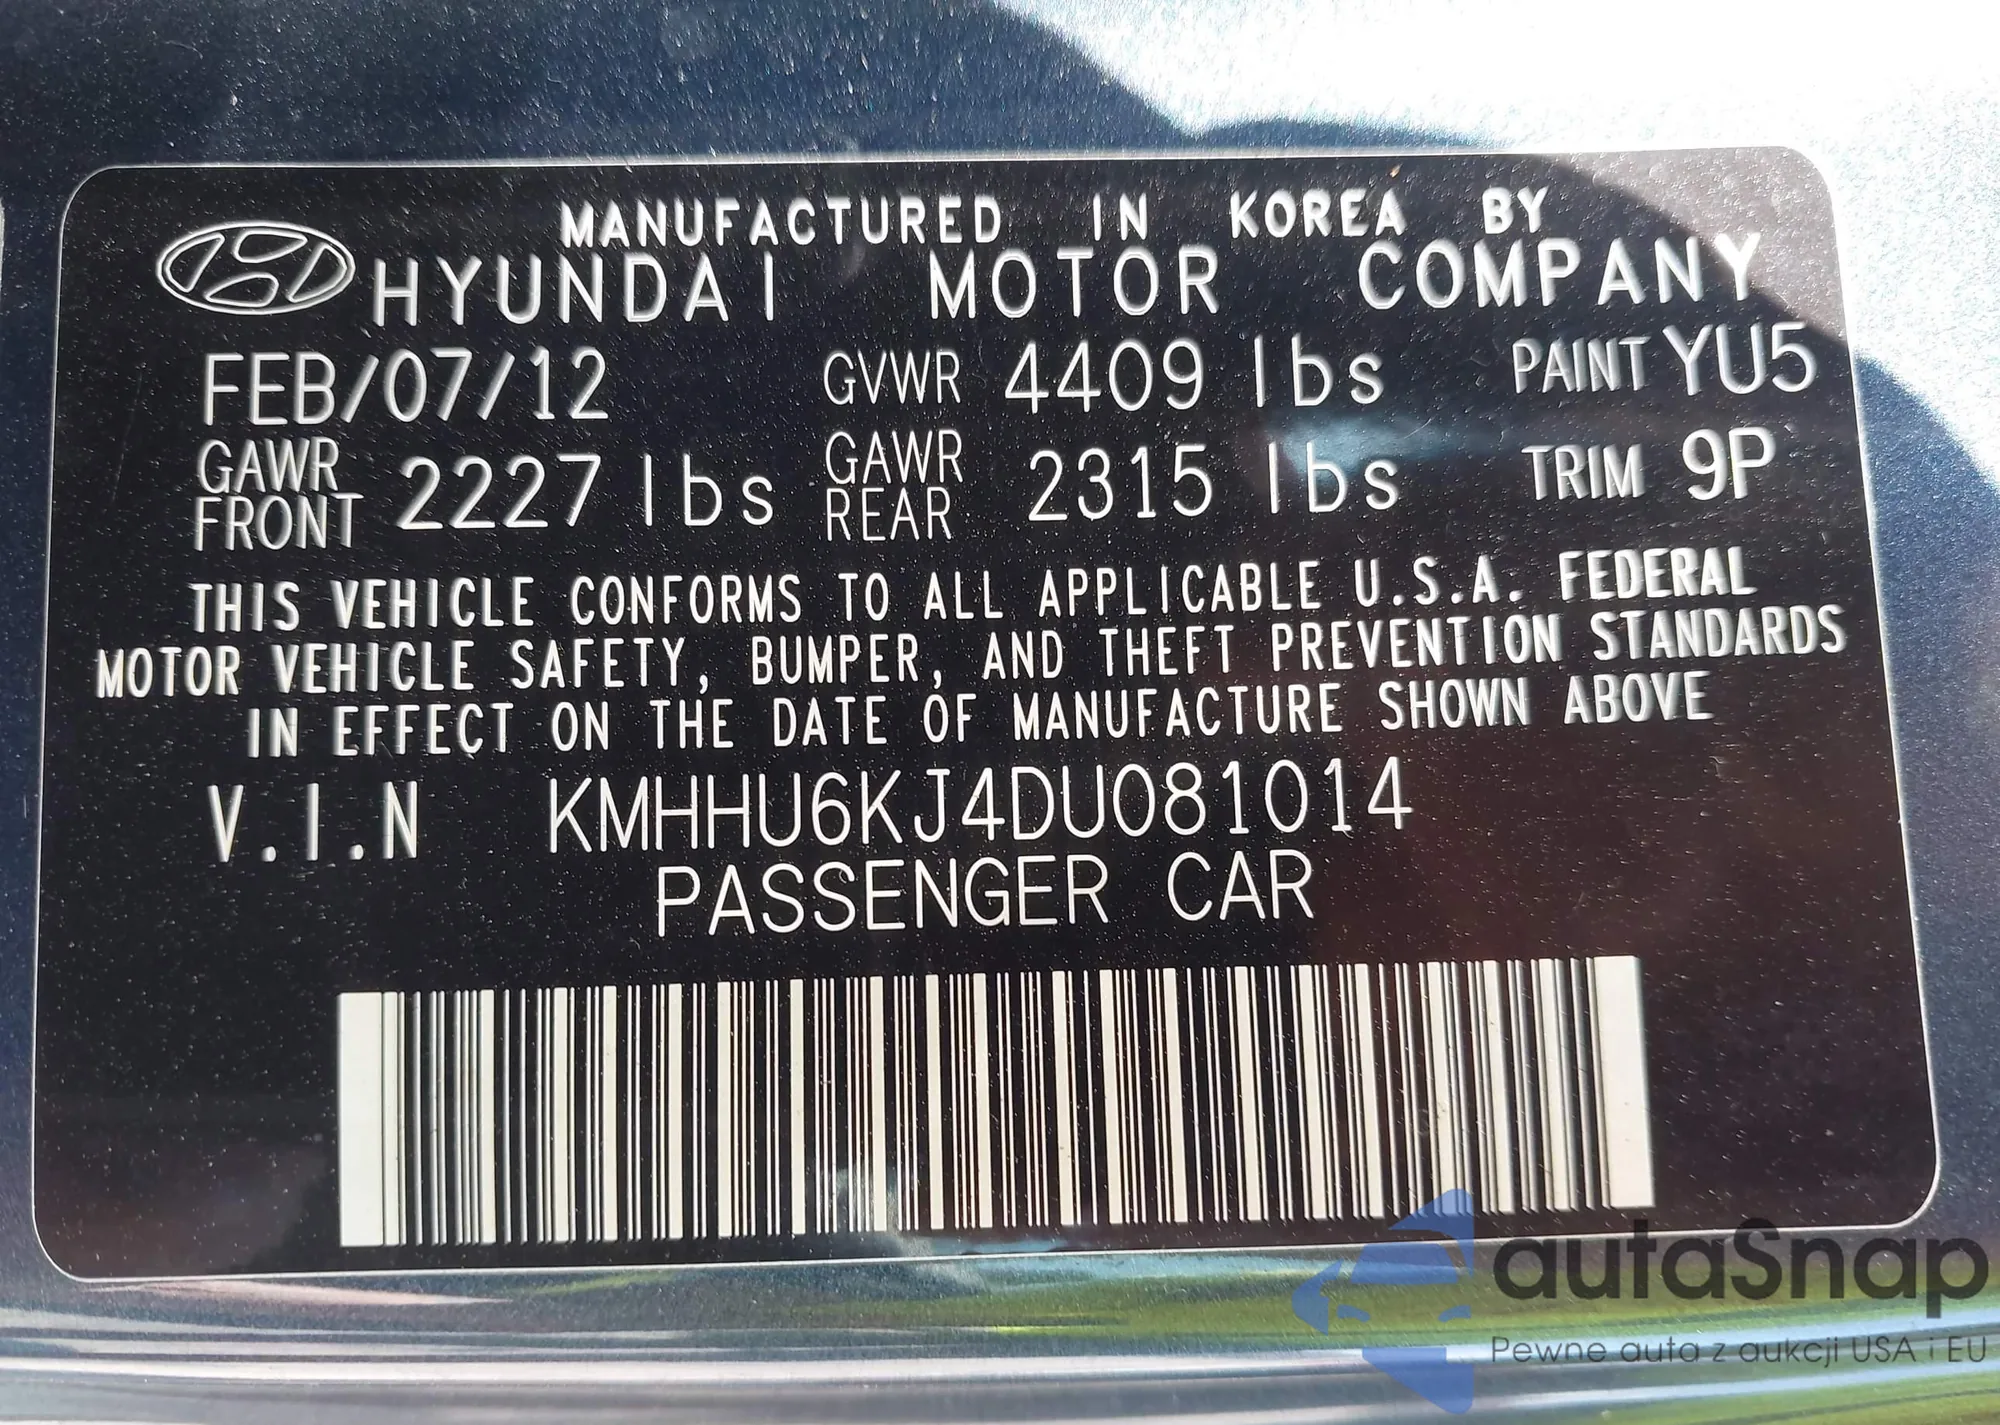 MANUFACTURED IN KOREA BY
HYUNDAI MOTOR COMPANY
FEB/07/12 GVWR 4409 lbs PAINT YU5
GAWR FRONT 2227 lbs GAWR REAR 2315 lbs TRIM 9P
THIS VEHICLE CONFORMS TO ALL APPLICABLE U.S.A. FEDERAL
MOTOR VEHICLE SAFETY, BUMPER, AND THEFT PREVENTION STANDARDS
IN EFFECT ON THE DATE OF MANUFACTURE SHOWN ABOVE
V.I.N KMHHU6KJ4DU081014
PASSENGER CAR
autaSnap
Pewne auta z aukcji USA i EU